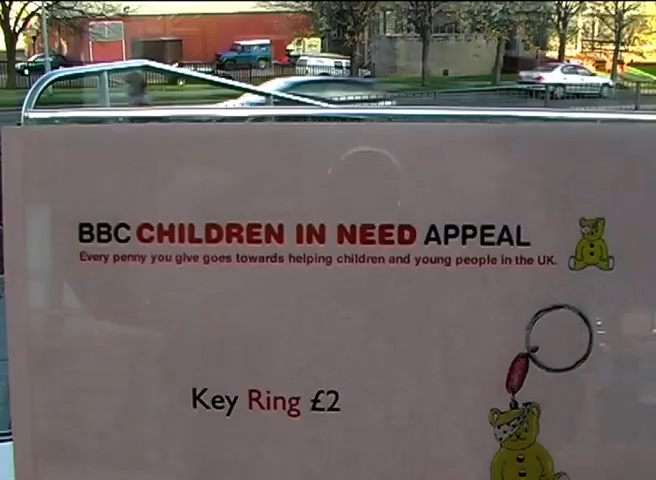 BBC CHILDREN IN NEED APPEAL
Every penny you give goes towards helping children and young people in the UK.
Key Ring £2